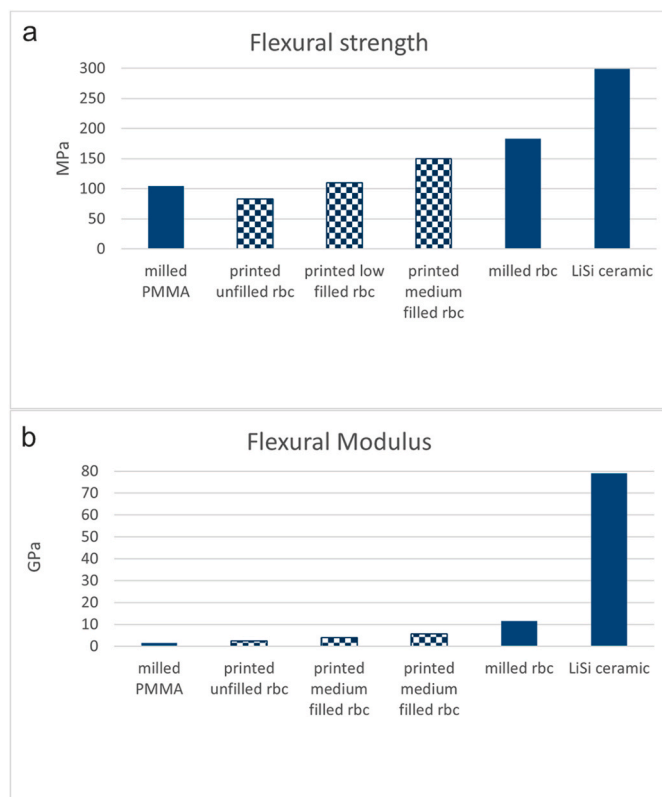 a
Flexural strength
MPa
300
250
200
150
100
50
0
milled
PMMA
printed
unfilled rbc
printed low
filled rbc
printed
medium
filled rbc
milled rbc
LiSi ceramic
b
Flexural Modulus
GPa
80
70
60
50
40
30
20
10
0
milled
PMMA
printed
unfilled rbc
printed
medium
filled rbc
printed
medium
filled rbc
milled rbc
LiSi ceramic